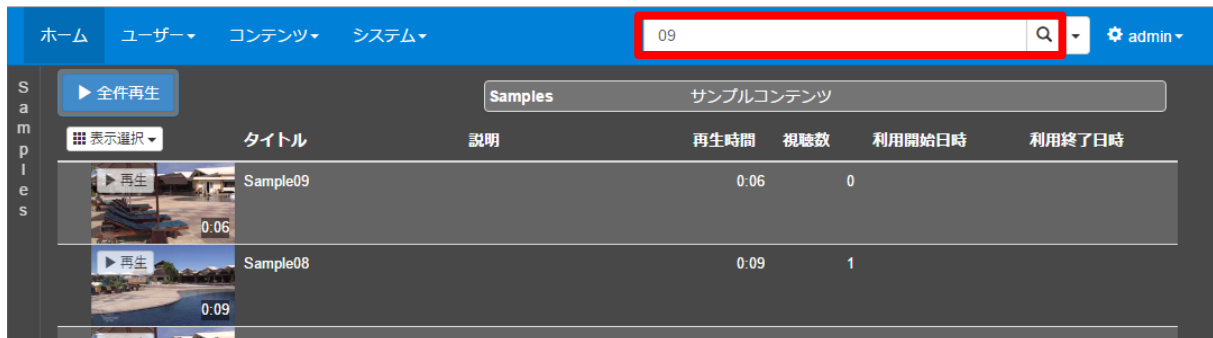 ホーム ユーザー コンテンツ システム 09 admin
Samples
全件再生 Samples サンプルコンテンツ
表示選択 タイトル 説明 再生時間 視聴数 利用開始日時 利用終了日時
再生 Sample09 0:06 0
0:06
再生 Sample08 0:09 1
0:09